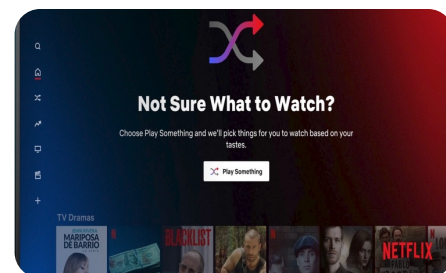 Not Sure What to Watch?
Choose Play Something and we'll pick things for you to watch based on your
tastes.
Play Something
TV Dramas
MARIPOSA
DE BARRIO
BLACKLIST
NETFLIX